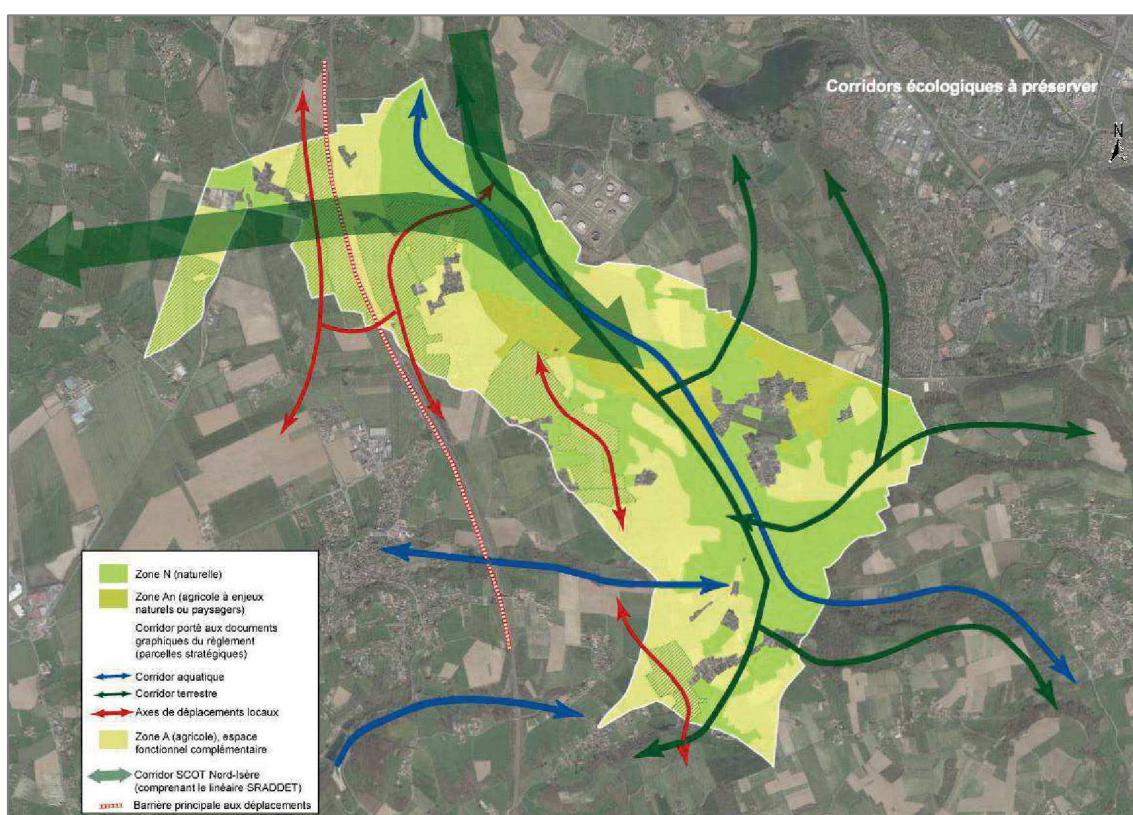 Corridors écologiques à préserver
N
Zone N (naturelle)
Zone An (agricole à enjeux
naturels ou paysagers)
Corridor porté aux documents
graphiques du règlement
(parcelles stratégiques)
Corridor aquatique
Corridor terrestre
Axes de déplacements locaux
Zone A (agricole), espace
fonctionnel complémentaire
Corridor SCOT Nord-Isère
(comprenant le linéaire SRADDET)
Barrière principale aux déplacements